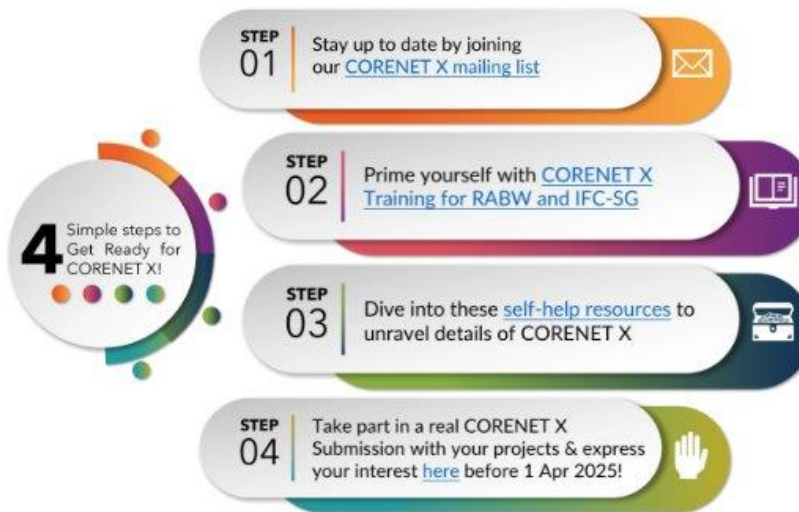 4
Simple steps to
Get Ready for
CORENET X!
STEP
01
Stay up to date by joining
our CORENET X mailing list
STEP
02
Prime yourself with CORENET X
Training for RABW and IFC-SG
STEP
03
Dive into these self-help resources to
unravel details of CORENET X
STEP
04
Take part in a real CORENET X
Submission with your projects & express
your interest here before 1 Apr 2025!